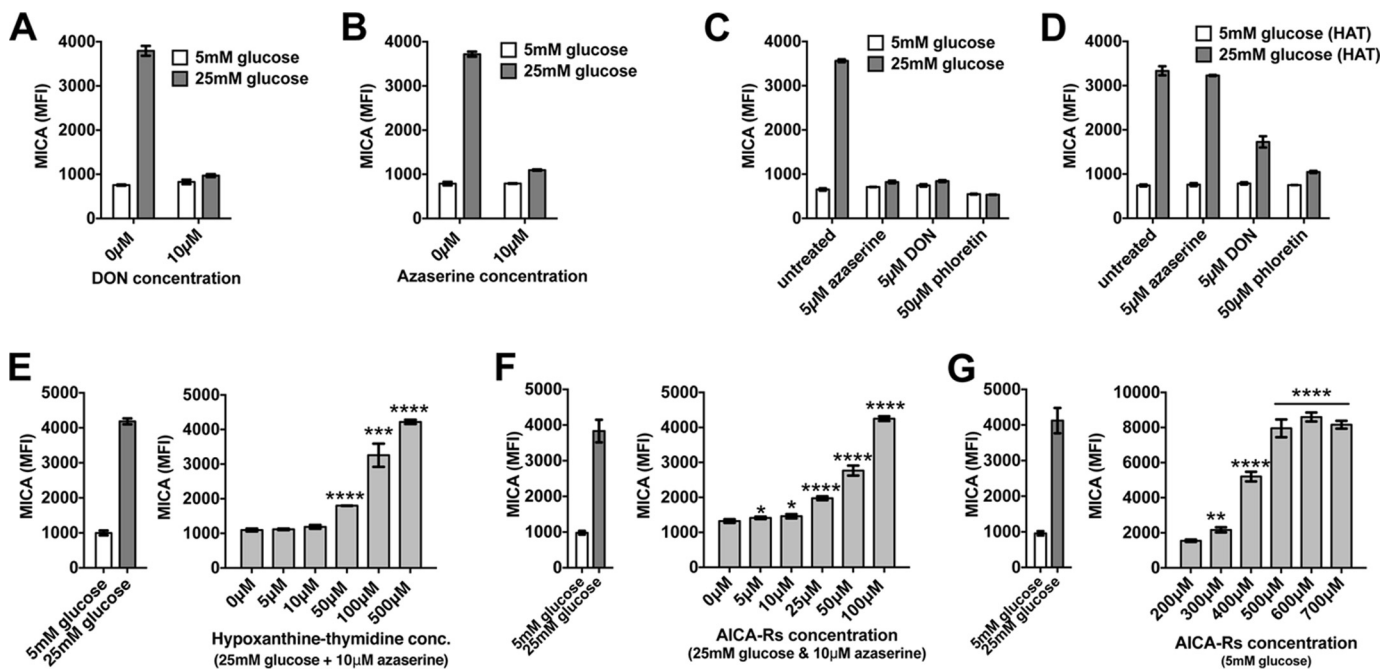 A
MICA (MFI)
4000
3000
2000
1000
0
5mM glucose
25mM glucose
0µM
10µM
DON concentration
B
MICA (MFI)
4000
3000
2000
1000
0
5mM glucose
25mM glucose
0µM
10µM
Azaserine concentration
C
MICA (MFI)
4000
3000
2000
1000
0
5mM glucose
25mM glucose
untreated
5µM azaserine
5µM DON
50µM phloretin
D
MICA (MFI)
4000
3000
2000
1000
0
5mM glucose (HAT)
25mM glucose (HAT)
untreated
5µM azaserine
5µM DON
50µM phloretin
E
MICA (MFI)
5000
4000
3000
2000
1000
0
5mM glucose
25mM glucose
MICA (MFI)
5000
4000
3000
2000
1000
0
****
***
****
0µM
5µM
10µM
50µM
100µM
500µM
Hypoxanthine-thymidine conc.
(25mM glucose + 10µM azaserine)
F
MICA (MFI)
5000
4000
3000
2000
1000
0
5mM glucose
25mM glucose
MICA (MFI)
5000
4000
3000
2000
1000
0
*
*
****
****
****
0µM
5µM
10µM
25µM
50µM
100µM
AICA-Rs concentration
(25mM glucose & 10µM azaserine)
G
MICA (MFI)
5000
4000
3000
2000
1000
0
5mM glucose
25mM glucose
MICA (MFI)
10000
8000
6000
4000
2000
0
**
****
****
200µM
300µM
400µM
500µM
600µM
700µM
AICA-Rs concentration
(5mM glucose)